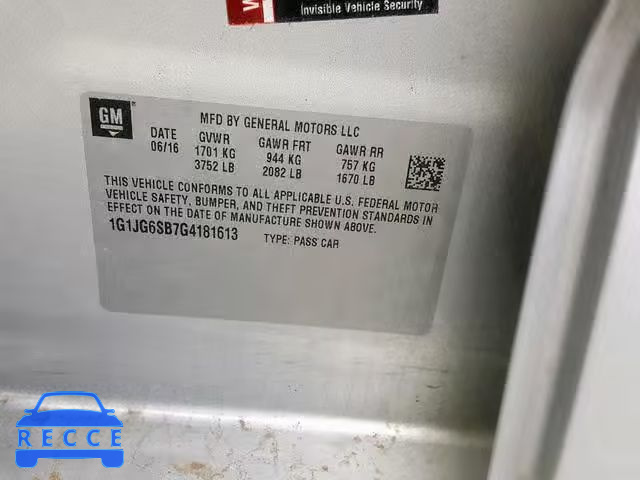 Invisible Vehicle Security
GM
MFD BY GENERAL MOTORS LLC
DATE GVWR GAWR FRT GAWR RR
06/16 1701 KG 944 KG 757 KG
3752 LB 2082 LB 1670 LB
THIS VEHICLE CONFORMS TO ALL APPLICABLE U.S. FEDERAL MOTOR
VEHICLE SAFETY, BUMPER, AND THEFT PREVENTION STANDARDS IN
EFFECT ON THE DATE OF MANUFACTURE SHOWN ABOVE.
1G1JG6SB7G4181613 TYPE: PASS CAR
RECCE